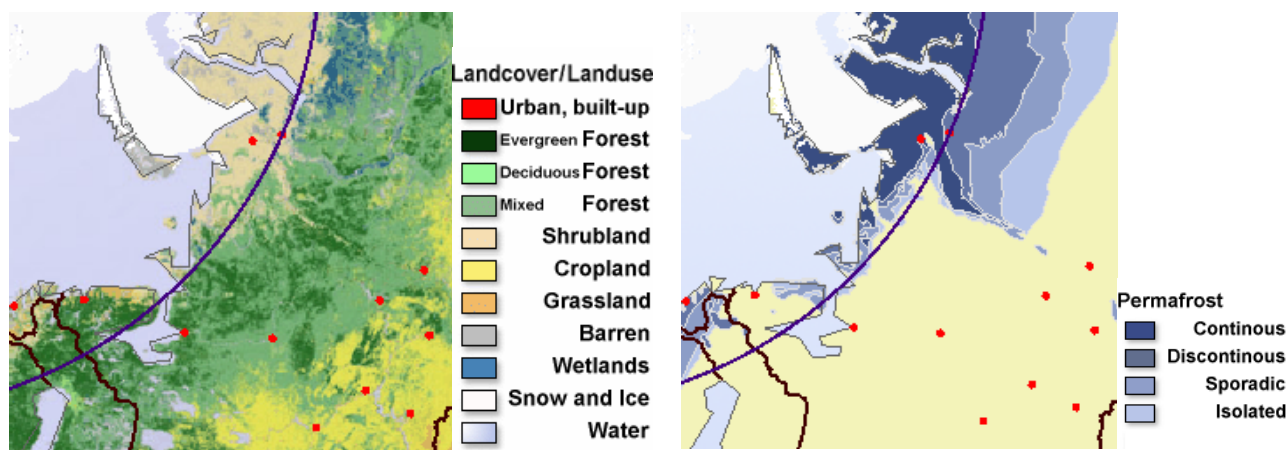 Landcover/Landuse
Urban, built-up
Evergreen Forest
Deciduous Forest
Mixed Forest
Shrubland
Cropland
Grassland
Barren
Wetlands
Snow and Ice
Water
Permafrost
Continous
Discontinous
Sporadic
Isolated